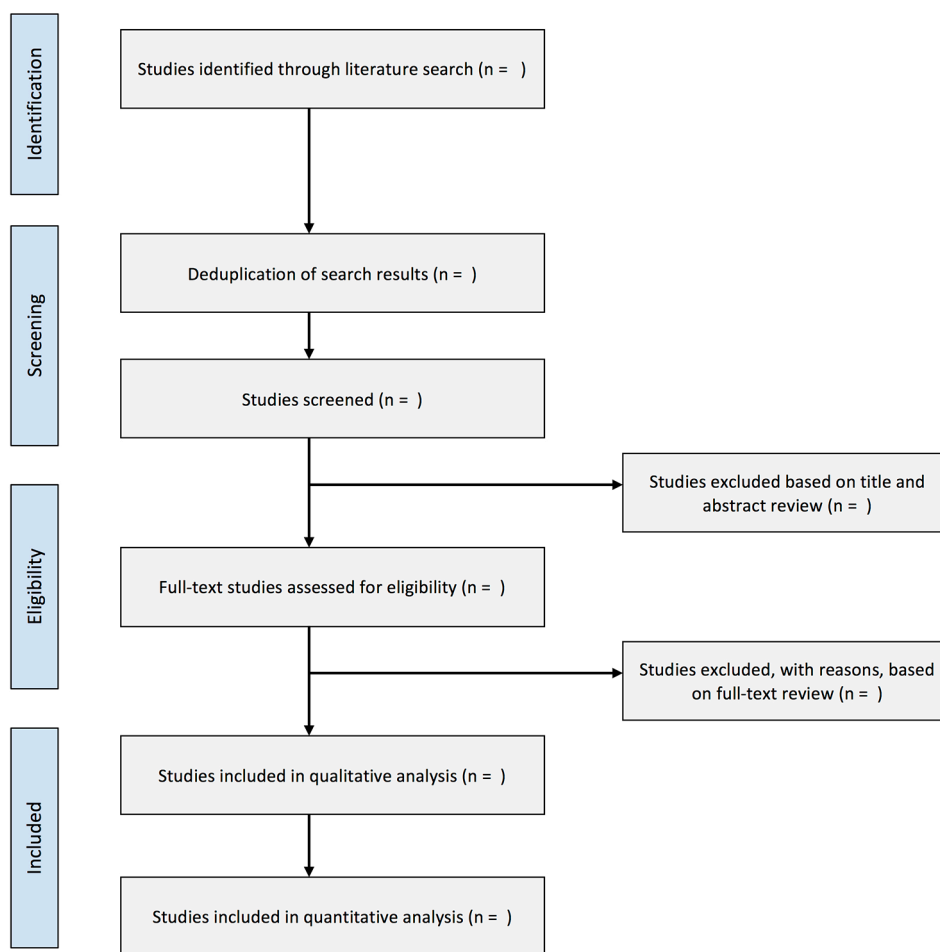 Identification
Studies identified through literature search (n =  )
Screening
Deduplication of search results (n =  )
Studies screened (n =  )
Studies excluded based on title and
abstract review (n =  )
Eligibility
Full-text studies assessed for eligibility (n =  )
Studies excluded, with reasons, based
on full-text review (n =  )
Included
Studies included in qualitative analysis (n =  )
Studies included in quantitative analysis (n =  )